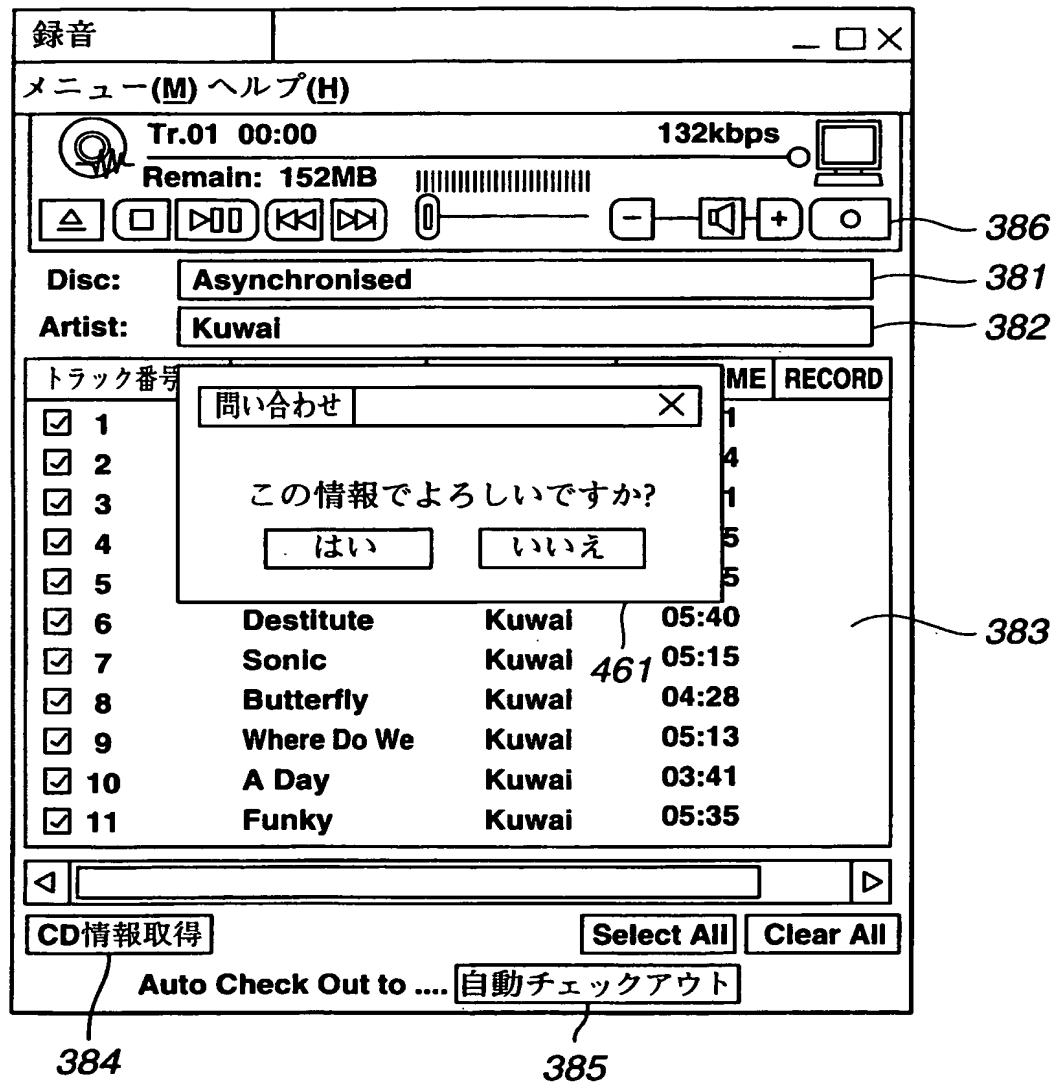 録音
メニュー(M) ヘルプ(H)
Tr.01 00:00 132kbps
Remain: 152MB
386
Disc: Asynchronised 381
Artist: Kuwai 382
トラック番号 ME RECORD
問い合わせ
1 1
2 4
3 1
この情報でよろしいですか?
4 5
はい いいえ
5 5
6 Destitute Kuwai 05:40
383
7 Sonic Kuwai 05:15
461
8 Butterfly Kuwai 04:28
9 Where Do We Kuwai 05:13
10 A Day Kuwai 03:41
11 Funky Kuwai 05:35
CD情報取得 Select All Clear All
Auto Check Out to .... 自動チェックアウト
384 385